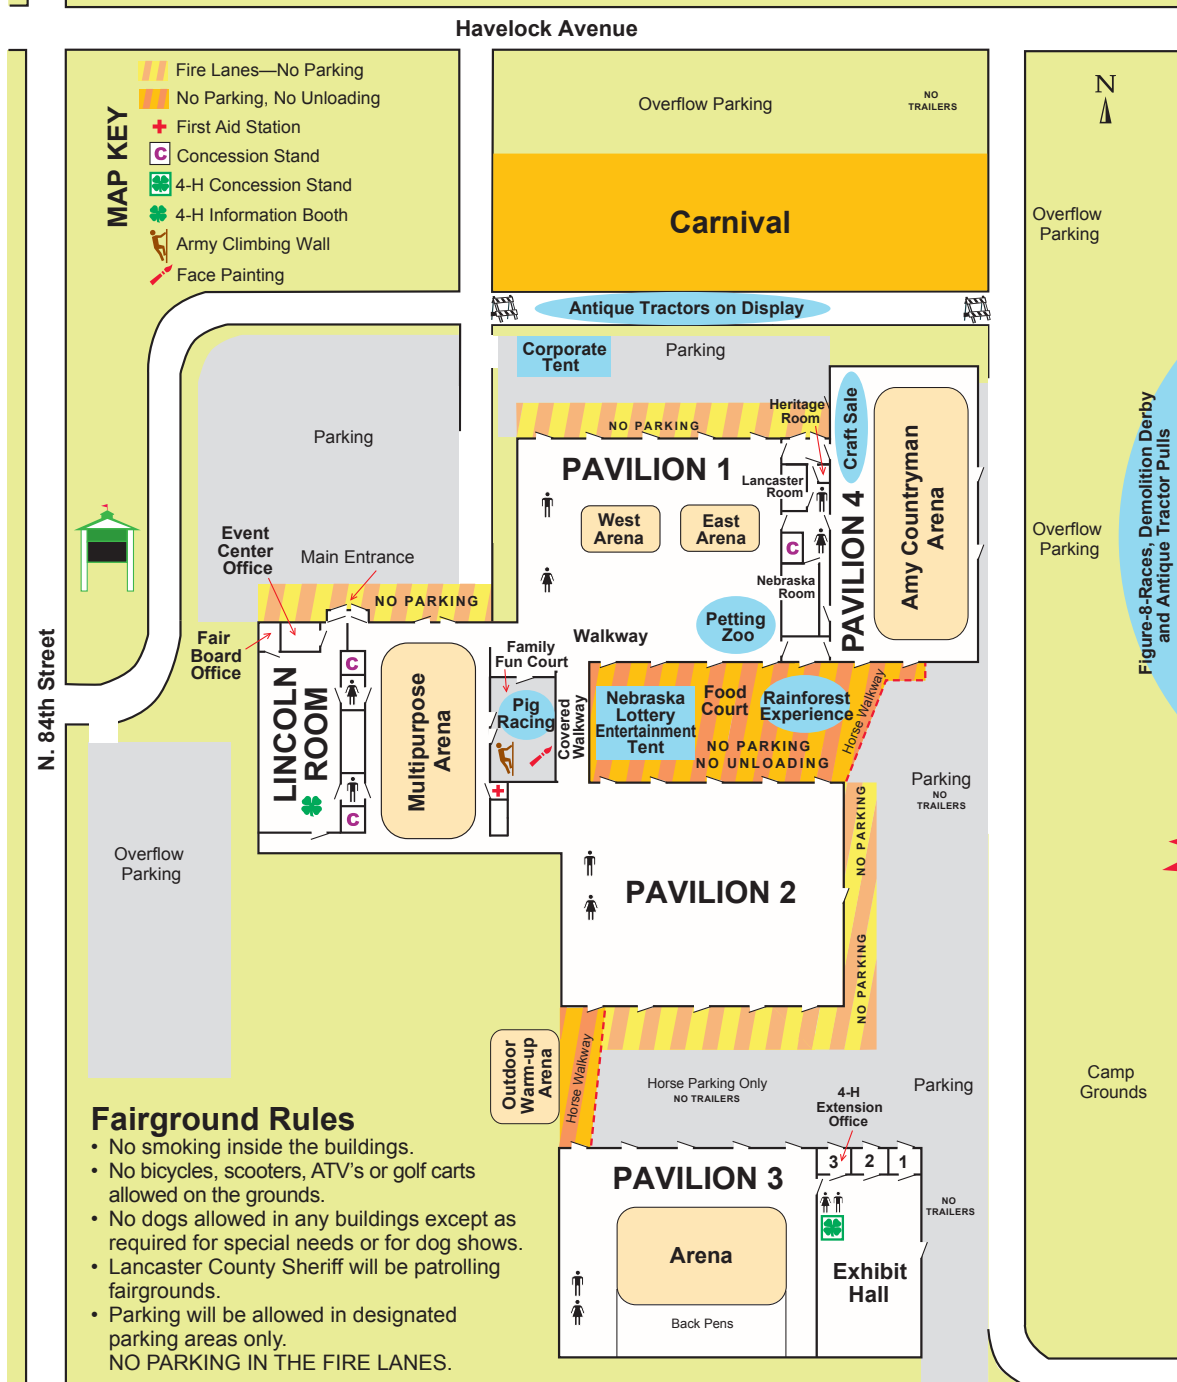 Havelock Avenue
MAP KEY
Fire Lanes—No Parking
No Parking, No Unloading
First Aid Station
C
Concession Stand
4-H Concession Stand
4-H Information Booth
Army Climbing Wall
Face Painting
Overflow Parking
NO
TRAILERS
N
Carnival
Overflow
Parking
Antique Tractors on Display
Corporate
Tent
Parking
Parking
NO PARKING
Heritage
Room
Craft Sale
PAVILION 1
Lancaster
Room
West
Arena
East
Arena
C
Nebraska
Room
PAVILION 4
Amy Countryman
Arena
Overflow
Parking
Figure-8-Races, Demolition Derby
and Antique Tractor Pulls
Event
Center
Office
Main Entrance
NO PARKING
Petting
Zoo
Walkway
Fair
Board
Office
N. 84th Street
LINCOLN
ROOM
C
C
Multipurpose
Arena
Family
Fun Court
Pig
Racing
Covered
Walkway
Nebraska
Lottery
Entertainment
Tent
Food
Court
Rainforest
Experience
NO PARKING
NO UNLOADING
Horse Walkway
Parking
NO
TRAILERS
Overflow
Parking
NO PARKING
PAVILION 2
NO PARKING
Outdoor
Warm-up
Arena
Horse Walkway
Horse Parking Only
NO TRAILERS
4-H
Extension
Office
Parking
Camp
Grounds
Fairground Rules
• No smoking inside the buildings.
• No bicycles, scooters, ATV's or golf carts
allowed on the grounds.
• No dogs allowed in any buildings except as
required for special needs or for dog shows.
• Lancaster County Sheriff will be patrolling
fairgrounds.
• Parking will be allowed in designated
parking areas only.
NO PARKING IN THE FIRE LANES.
PAVILION 3
3
2
1
NO
TRAILERS
Arena
Exhibit
Hall
Back Pens